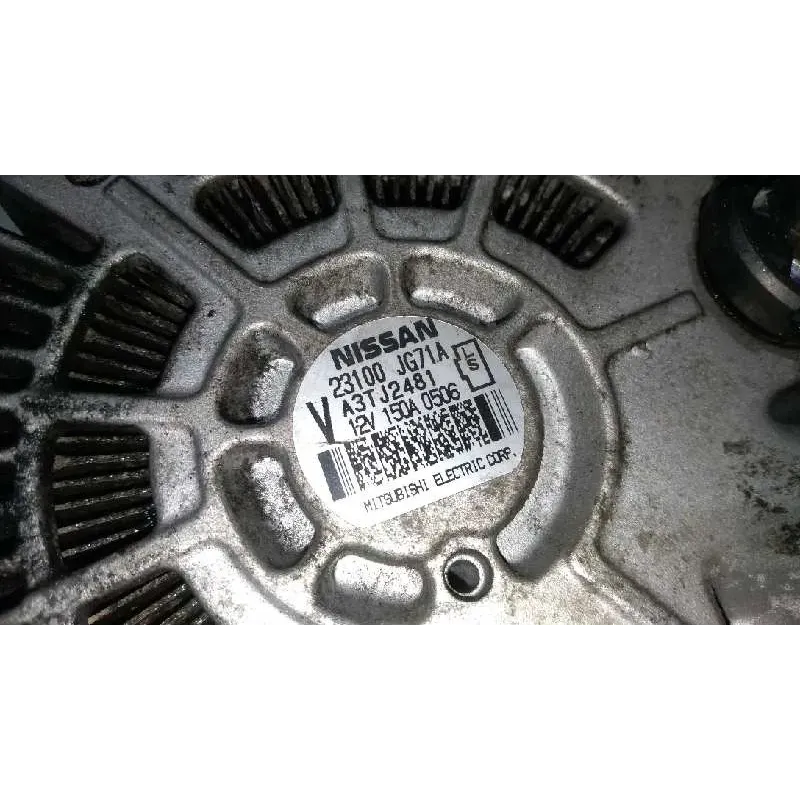 NISSAN
23100 JG71A
L S
V A3TJ2481
12V 150A 0506
MITSUBISHI ELECTRIC CORP.